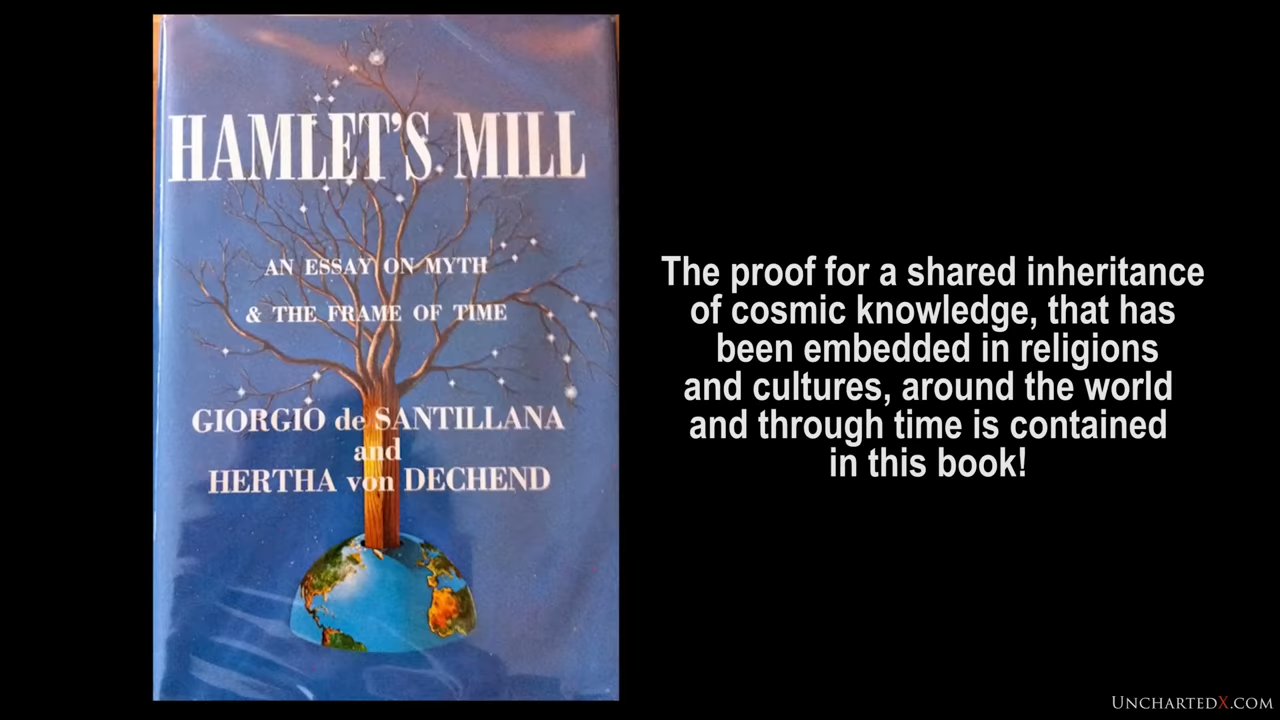 HAMLET'S MILL
AN ESSAY ON MYTH
& THE FRAME OF TIME
GIORGIO de SANTILLANA
and
HERTHA von DECHEND
The proof for a shared inheritance
of cosmic knowledge, that has
been embedded in religions
and cultures, around the world
and through time is contained
in this book!
UNCHARTEDX.COM